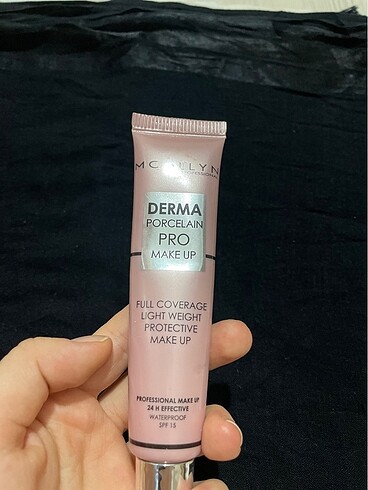 PROFESSIONAL
DERMA
PORCELAIN
PRO
MAKE UP
FULL COVERAGE
LIGHT WEIGHT
PROTECTIVE
MAKE UP
PROFESSIONAL MAKE UP
24 H EFFECTIVE
WATERPROOF
SPF 15